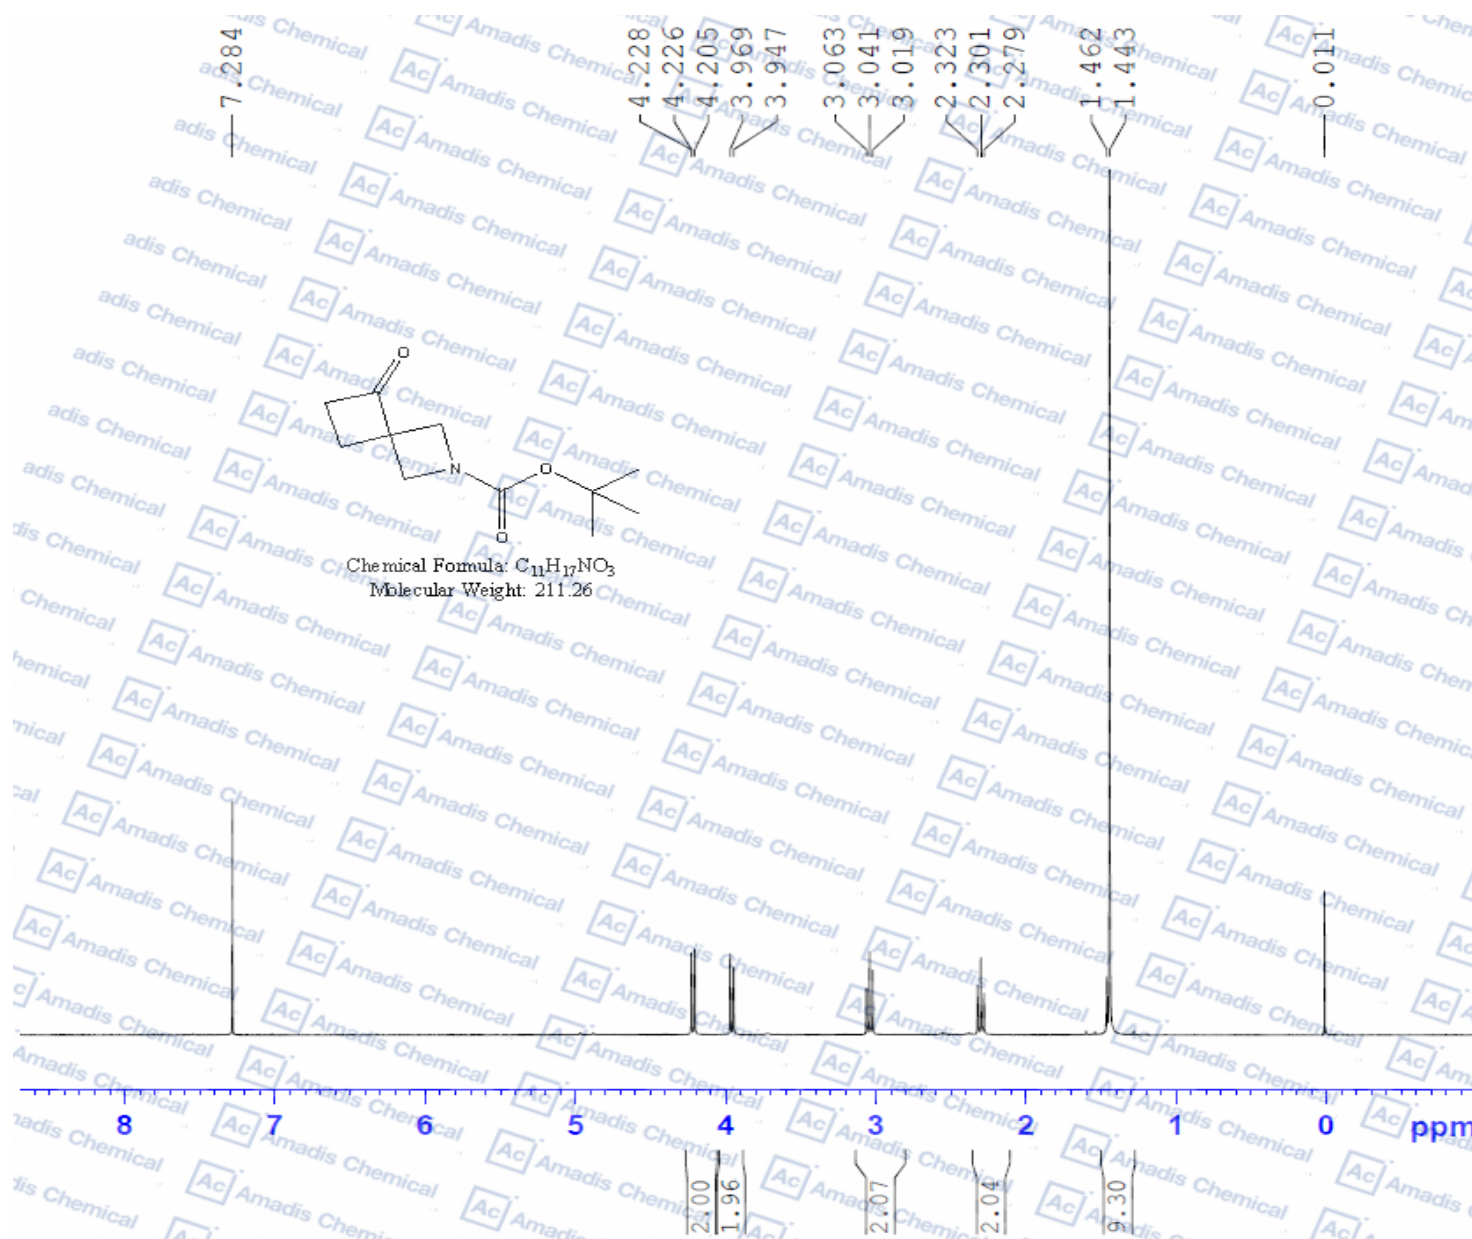 7.284
4.228
4.226
4.205
3.969
3.947
3.063
3.041
3.019
2.323
2.301
2.279
1.462
1.443
0.011
O
N
O
O
Chemical Formula: C₁₁H₁₇NO₃
Molecular Weight: 211.26
8 7 6 5 4 3 2 1 0 ppm
2.00
1.96
2.07
2.04
9.30
Ac Amadis Chemical